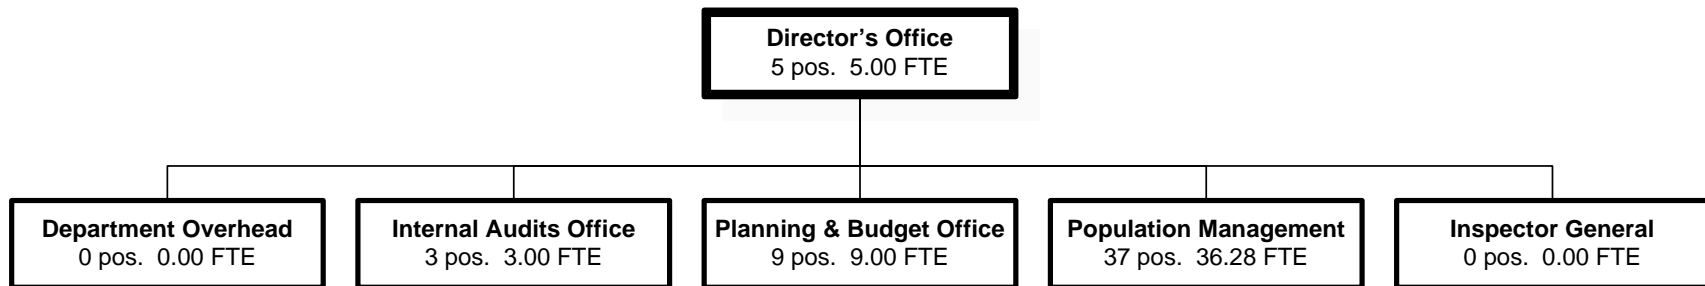 Director’s Office
5 pos.  5.00 FTE
Department Overhead
0 pos.  0.00 FTE
Internal Audits Office
3 pos.  3.00 FTE
Planning & Budget Office
9 pos.  9.00 FTE
Population Management
37 pos.  36.28 FTE
Inspector General
0 pos.  0.00 FTE